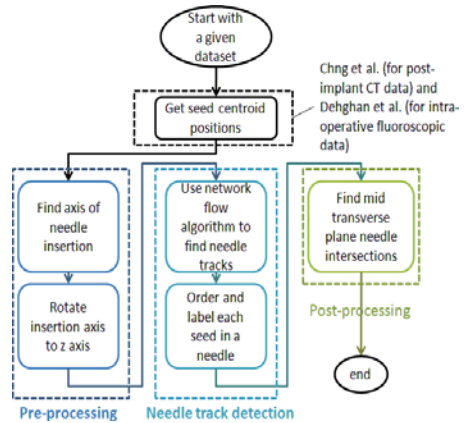 Start with
a given
dataset
Get seed centroid
positions
Chng et al. (for post-
implant CT data) and
Dehghan et al. (for intra-
operative fluoroscopic
data)
Find axis of
needle
insertion
Rotate
insertion axis
to z axis
Pre-processing
Use network
flow
algorithm to
find needle
tracks
Order and
label each
seed in a
needle
Needle track detection
Find mid
transverse
plane needle
intersections
Post-processing
end